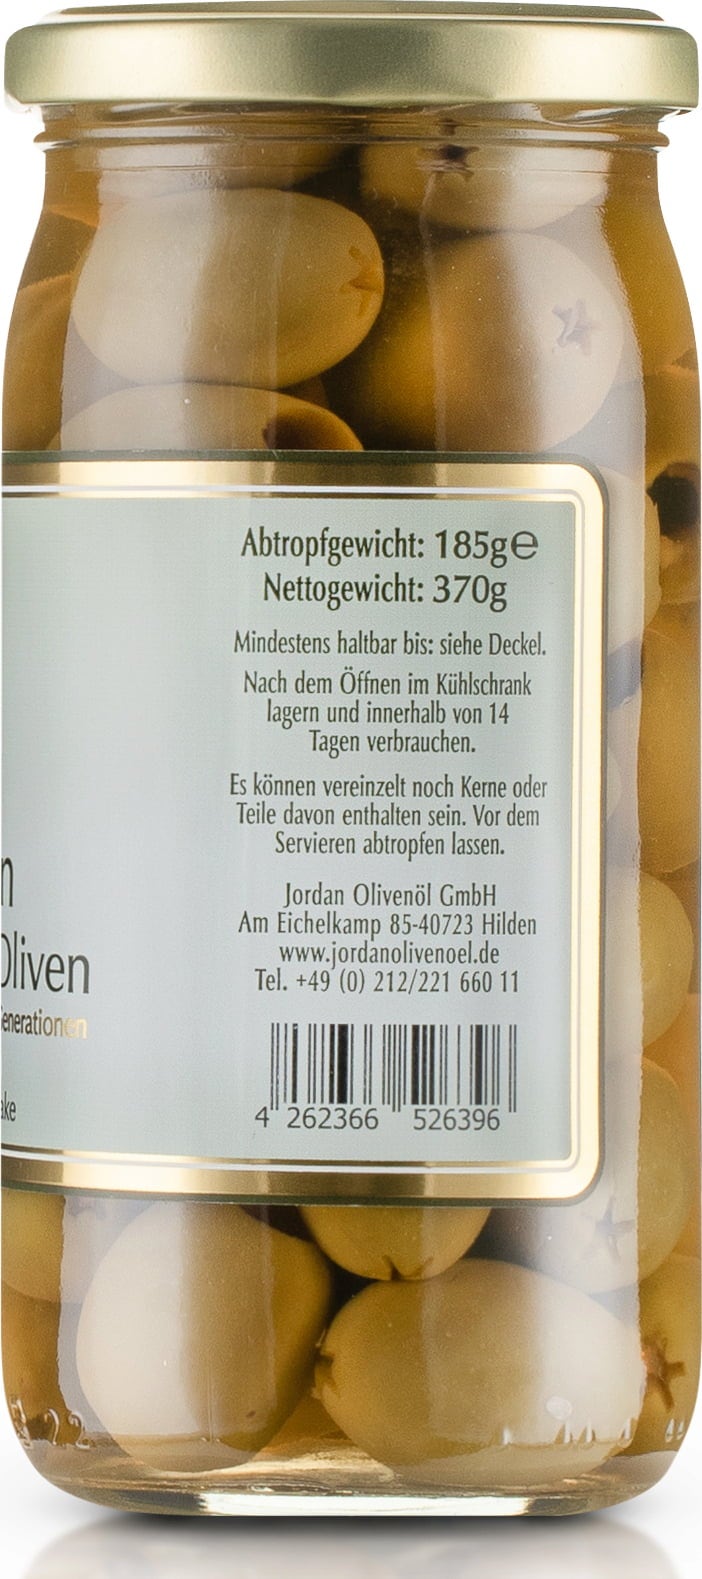 Abtropfgewicht: 185g℮
Nettogewicht: 370g
Mindestens haltbar bis: siehe Deckel.
Nach dem Öffnen im Kühlschrank
lagern und innerhalb von 14
Tagen verbrauchen.
Es können vereinzelt noch Kerne oder
Teile davon enthalten sein. Vor dem
Servieren abtropfen lassen.
Jordan Olivenöl GmbH
Am Eichelkamp 85-40723 Hilden
www.jordanolivenoel.de
Tel. +49 (0) 212/221 660 11
4 262366 526396
n
Oliven
enerationen
ake